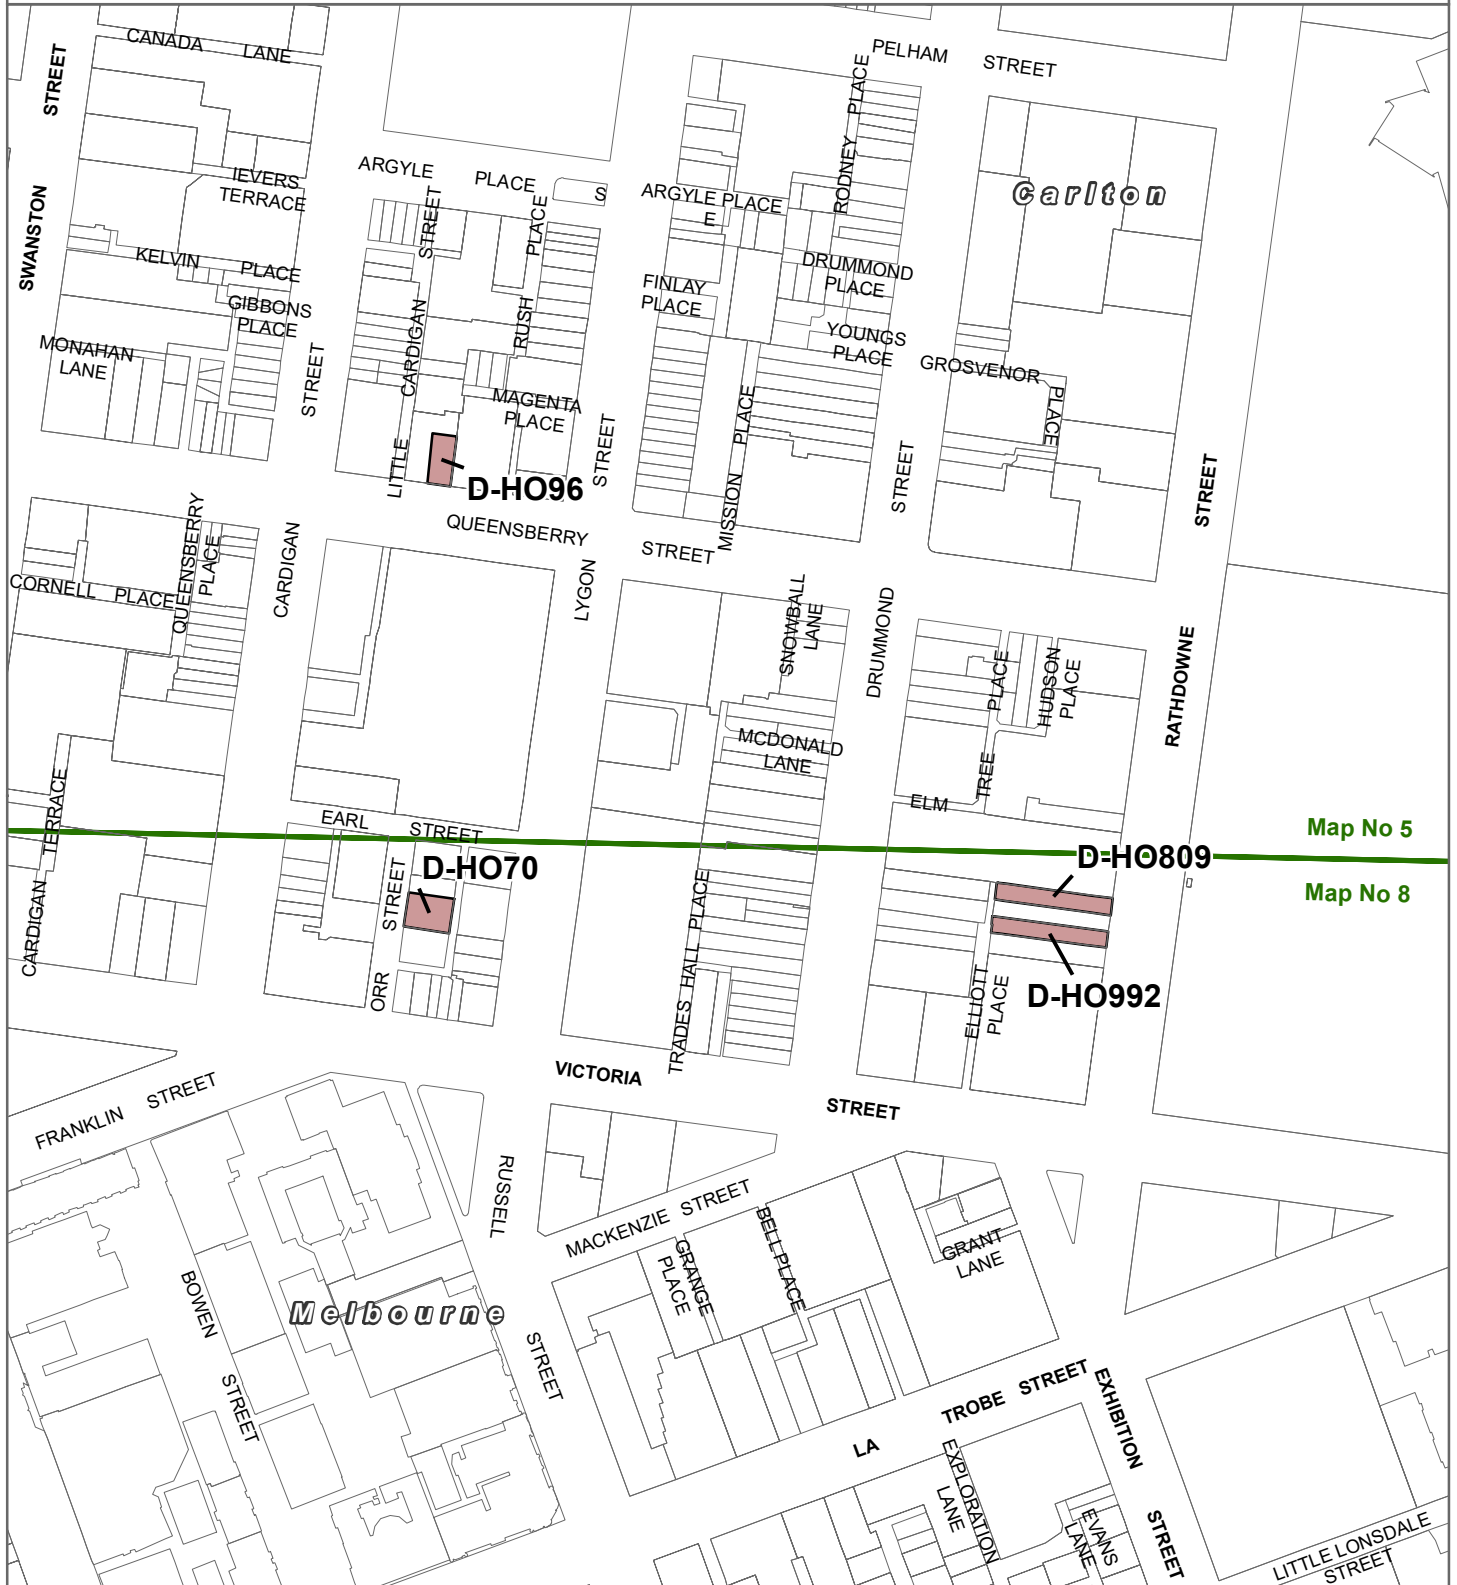 CANADA LANE
PELHAM STREET
SWANSTON STREET
IEVERS
TERRACE
ARGYLE PLACE S
ARGYLE PLACE
E
RODNEY PLACE
Carlton
KELVIN PLACE
GIBBONS
PLACE
MONAHAN
LANE
STREET
LITTLE CARDIGAN STREET
RUSH PLACE
MAGENTA
PLACE
FINLAY
PLACE
DRUMMOND
PLACE
YOUNGS
PLACE
GROSVENOR PLACE
MISSION PLACE
STREET
STREET
STREET
D-HO96
QUEENSBERRY STREET
QUEENSBERRY
PLACE
CORNELL PLACE
CARDIGAN
LYGON
SNOWBALL
LANE
DRUMMOND
RATHDOWNE
HUDSON
PLACE
MCDONALD
LANE
ELM TREE PLACE
CARDIGAN TERRACE
EARL STREET
Map No 5
Map No 8
D-HO70
D-HO809
D-HO992
ORR STREET
TRADES HALL PLACE
ELLIOTT
PLACE
VICTORIA STREET
FRANKLIN STREET
RUSSELL STREET
MACKENZIE STREET
GRANGE
PLACE
BELL PLACE
GRANT
LANE
BOWEN STREET
Melbourne
LA TROBE STREET
EXHIBITION STREET
EXPLORATION
LANE
EVANS
LANE
LITTLE LONSDALE
STREET